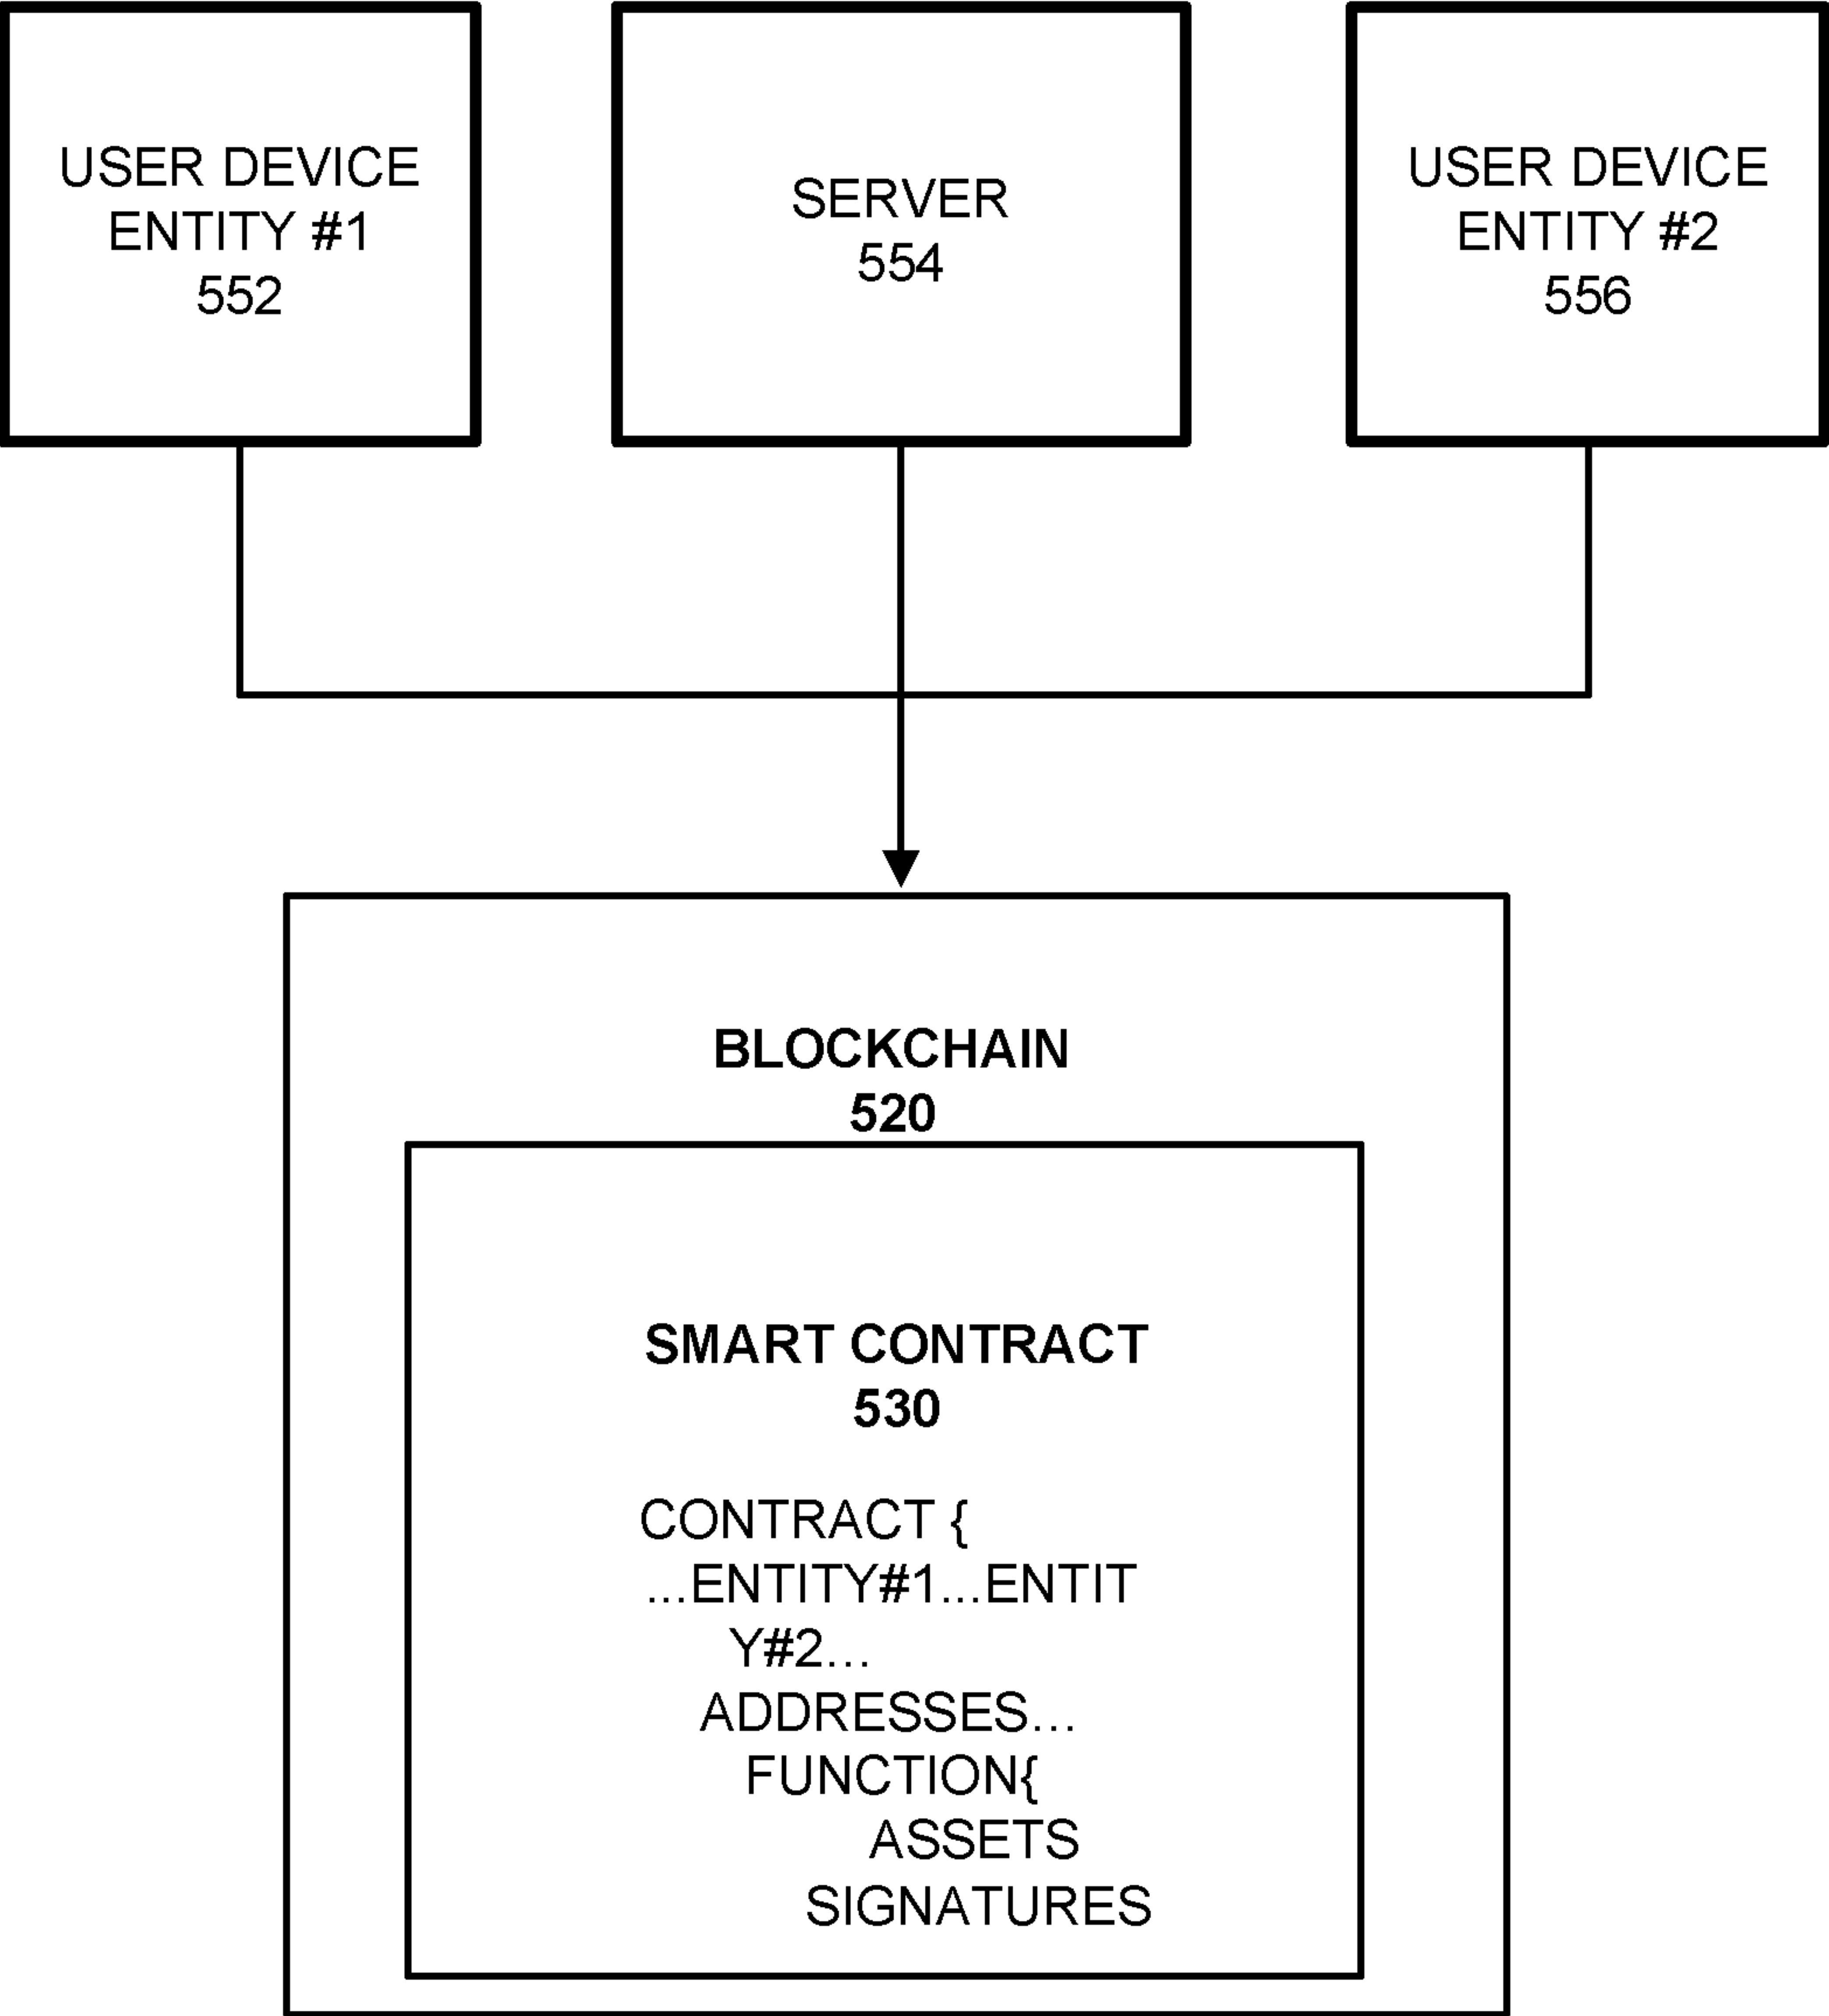 USER DEVICE
ENTITY #1
552
SERVER
554
USER DEVICE
ENTITY #2
556
BLOCKCHAIN
520
SMART CONTRACT
530
CONTRACT {
...ENTITY#1...ENTIT
Y#2...
ADDRESSES...
FUNCTION{
ASSETS
SIGNATURES